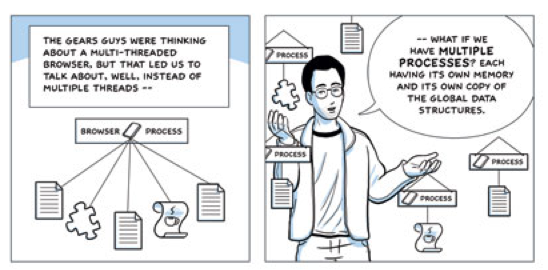 THE GEARS GUYS WERE THINKING
ABOUT A MULTI-THREADED
BROWSER. BUT THAT LED US TO
TALK ABOUT, WELL, INSTEAD OF
MULTIPLE THREADS --
BROWSER PROCESS
-- WHAT IF WE
HAVE MULTIPLE
PROCESSES? EACH
HAVING ITS OWN MEMORY
AND ITS OWN COPY OF
THE GLOBAL DATA
STRUCTURES.
PROCESS
PROCESS
PROCESS
PROCESS